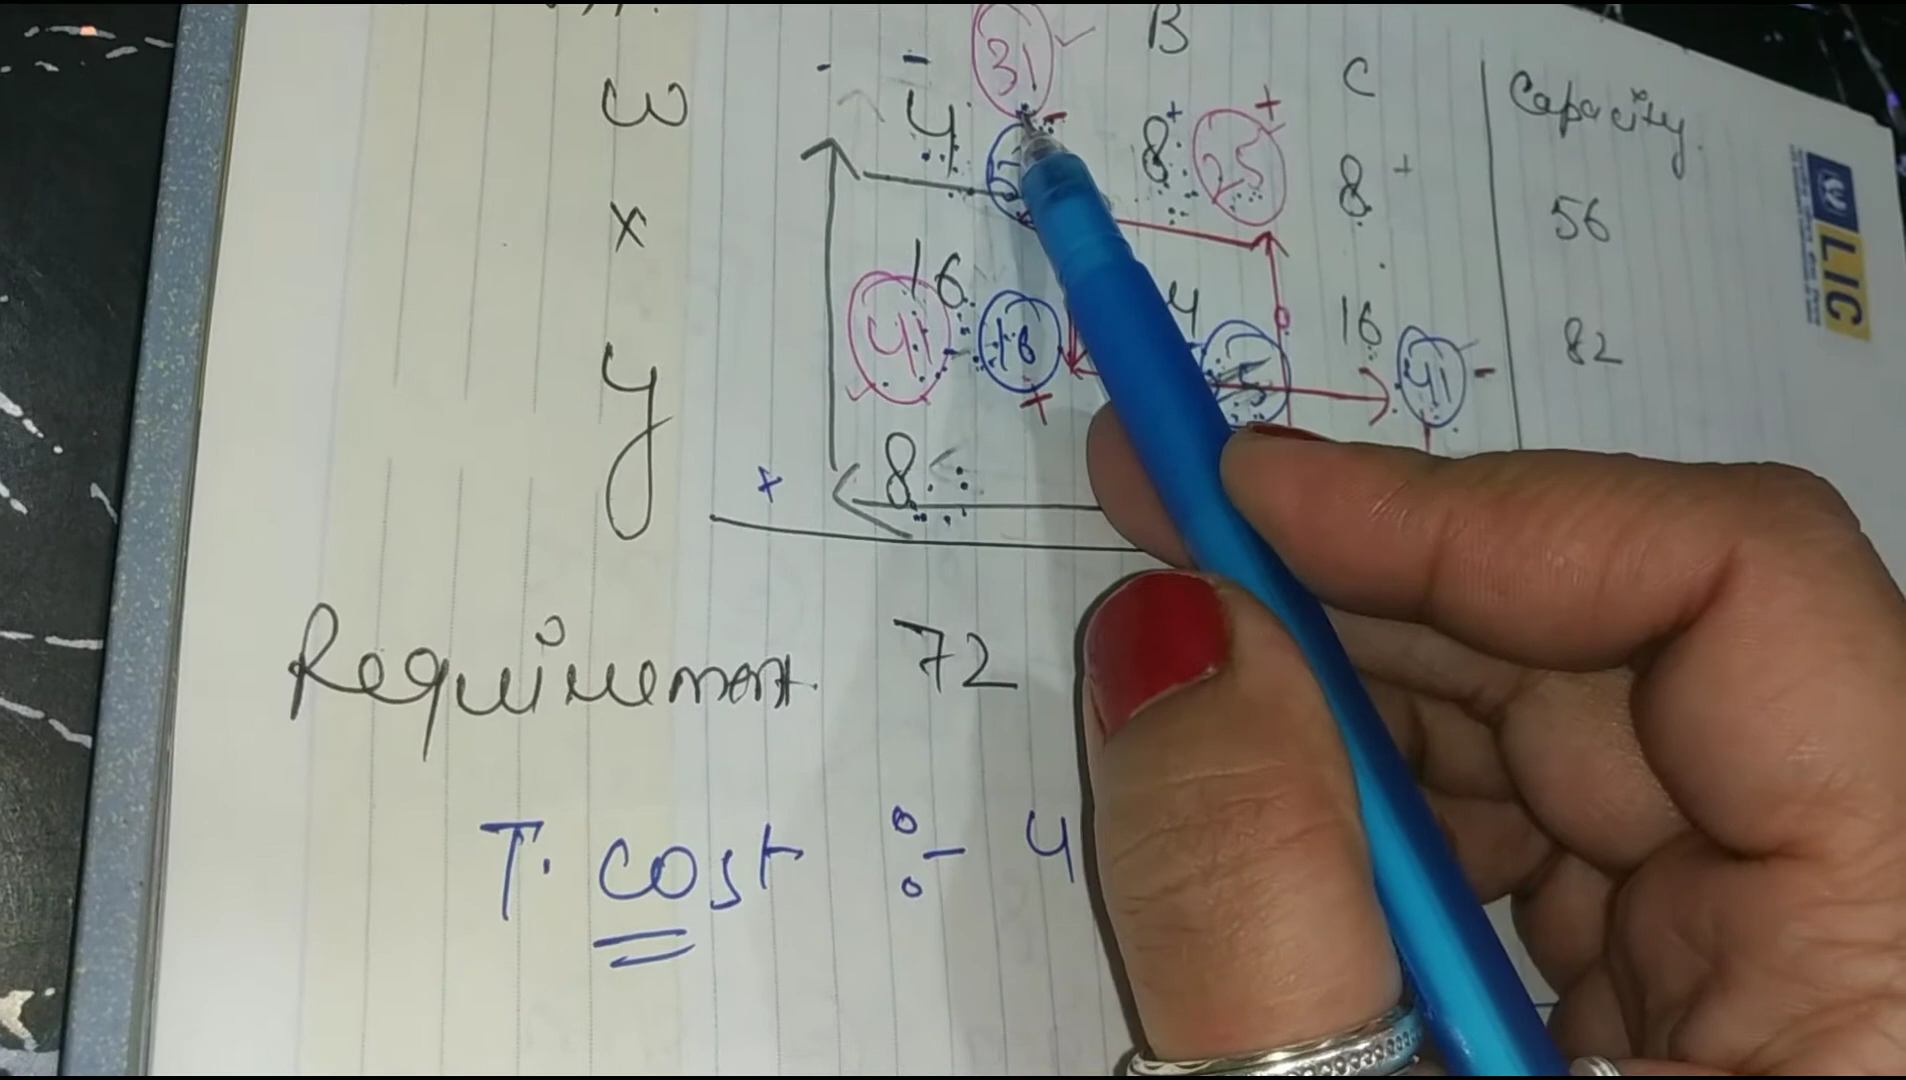 31 B
W - 4 C Capacity.
+ 8 25 + 8 + 56
X 16
41 16 + 4 16 41 - 82
y + 8
Requirement 72
T. cost :- 4
LIC